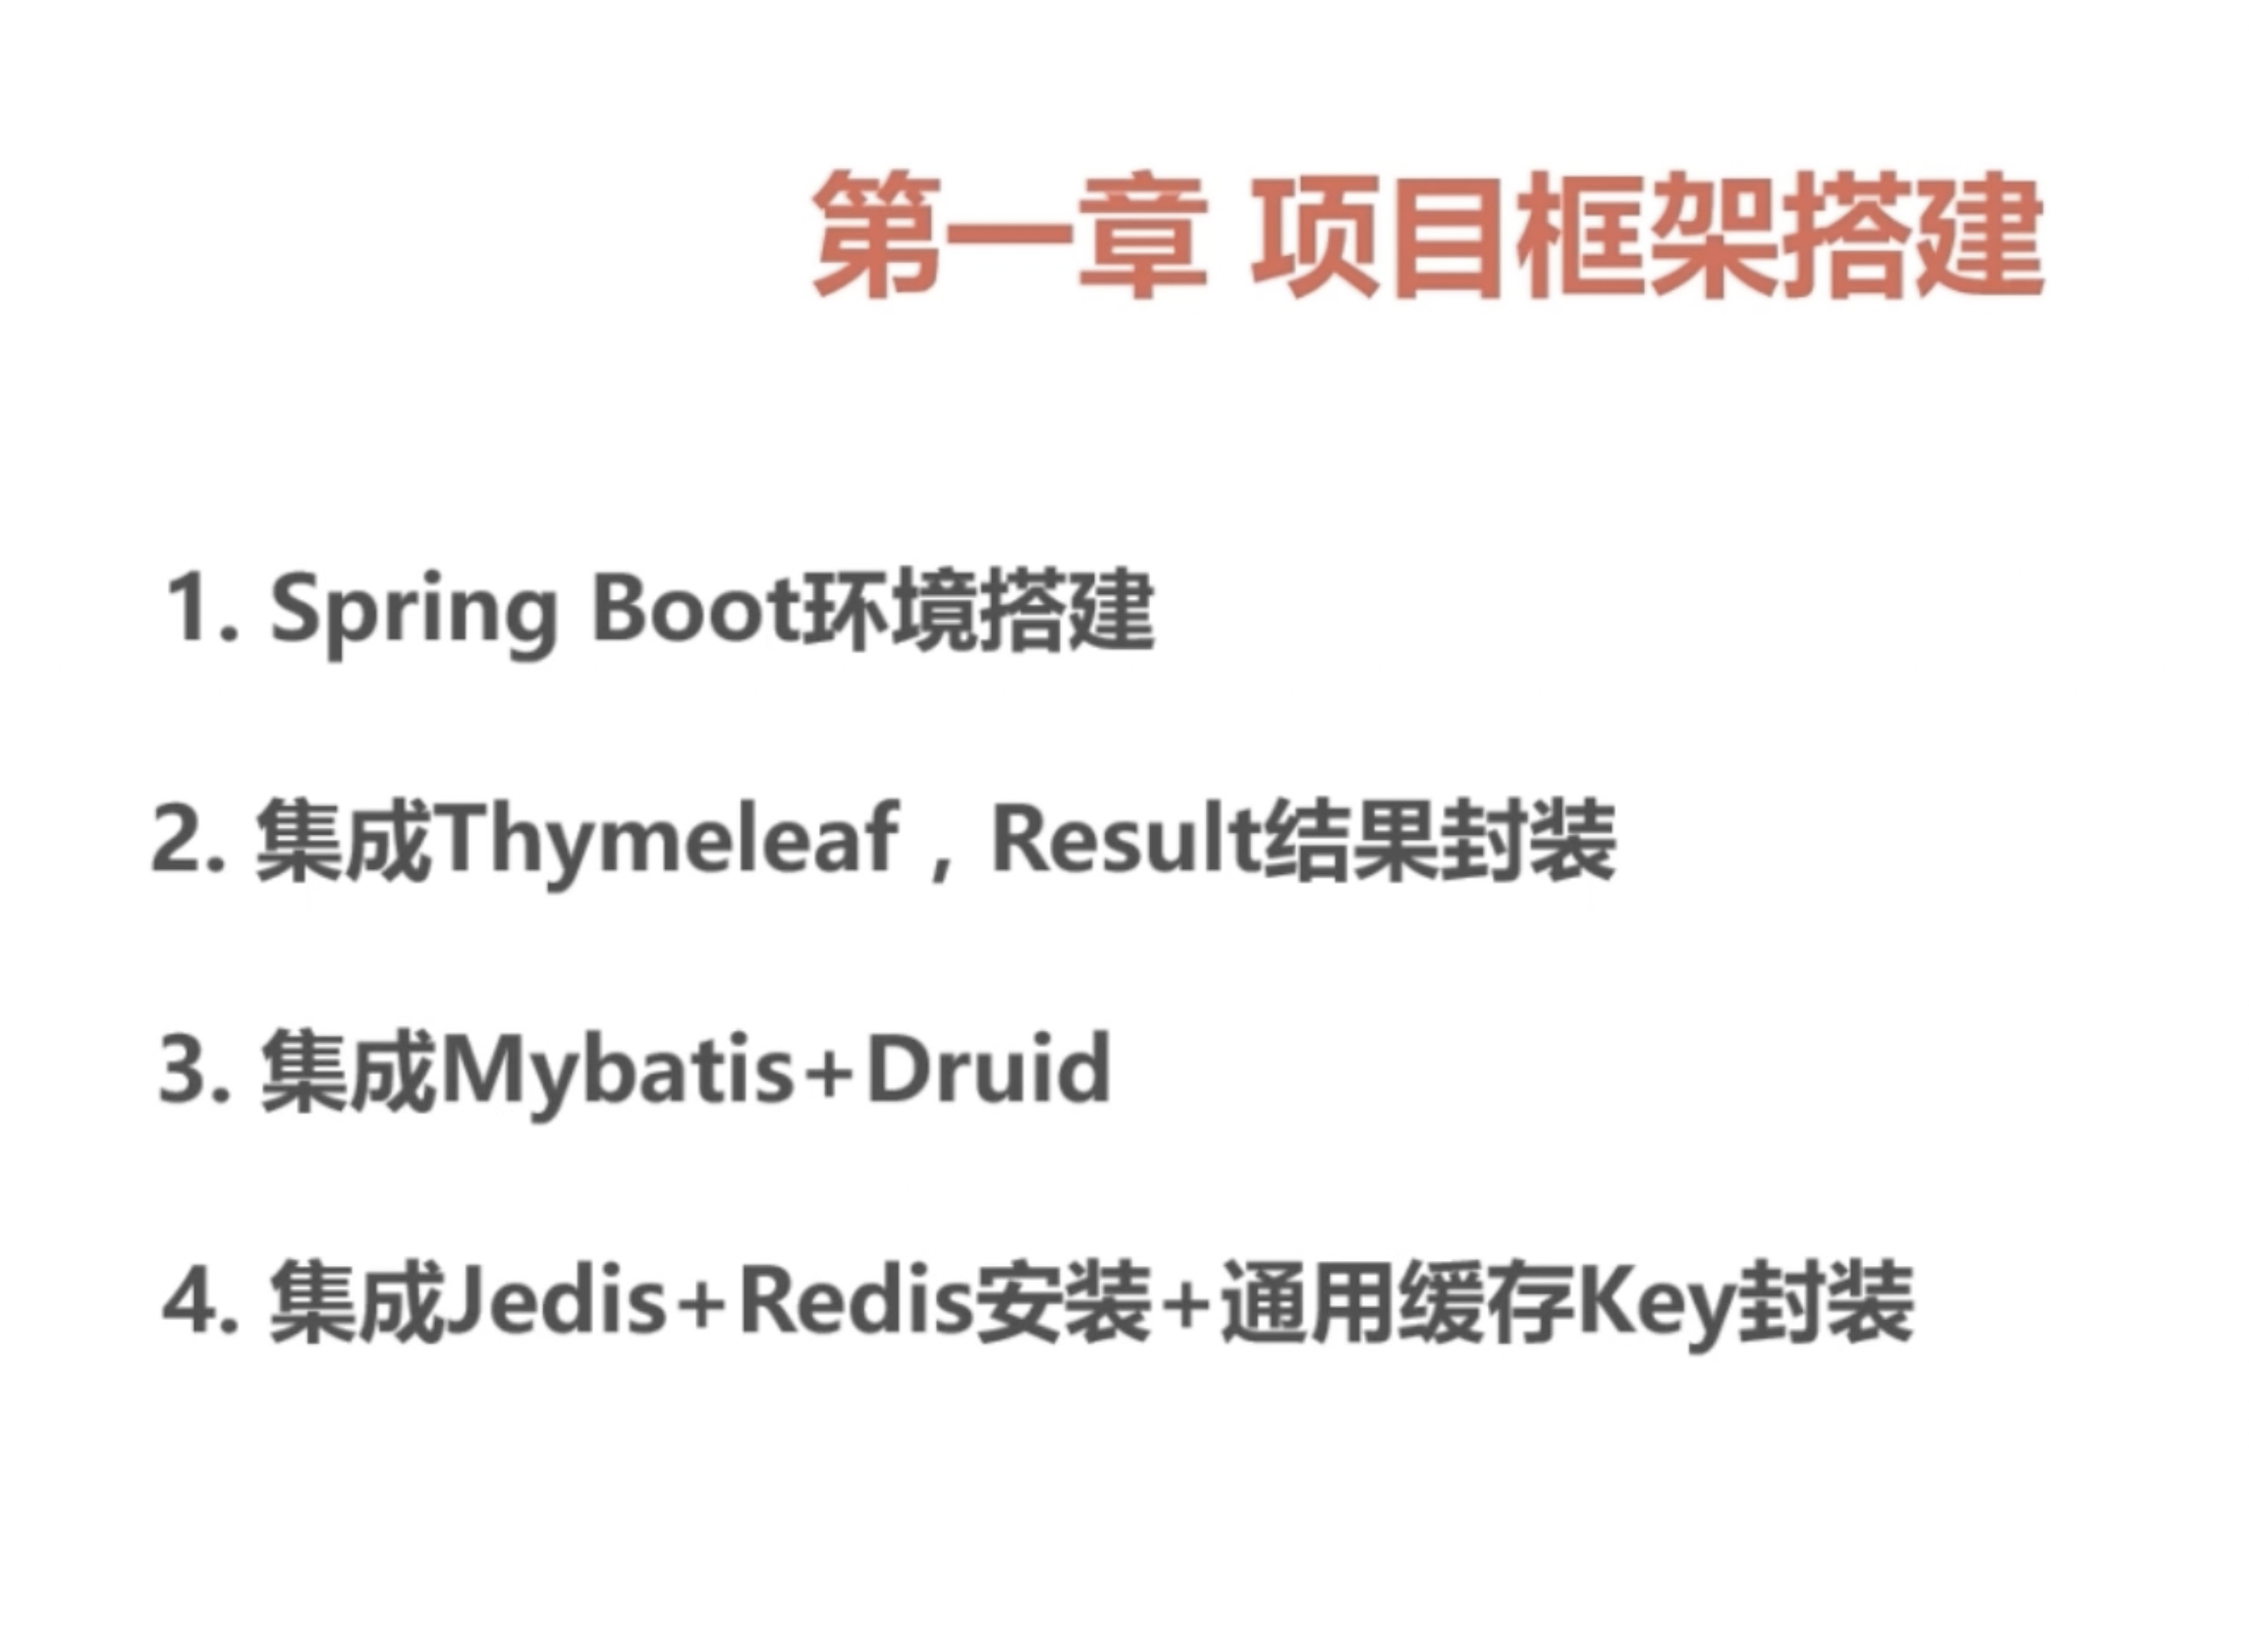 第一章 项目框架搭建
1. Spring Boot环境搭建
2. 集成Thymeleaf，Result结果封装
3. 集成Mybatis+Druid
4. 集成Jedis+Redis安装+通用缓存Key封装